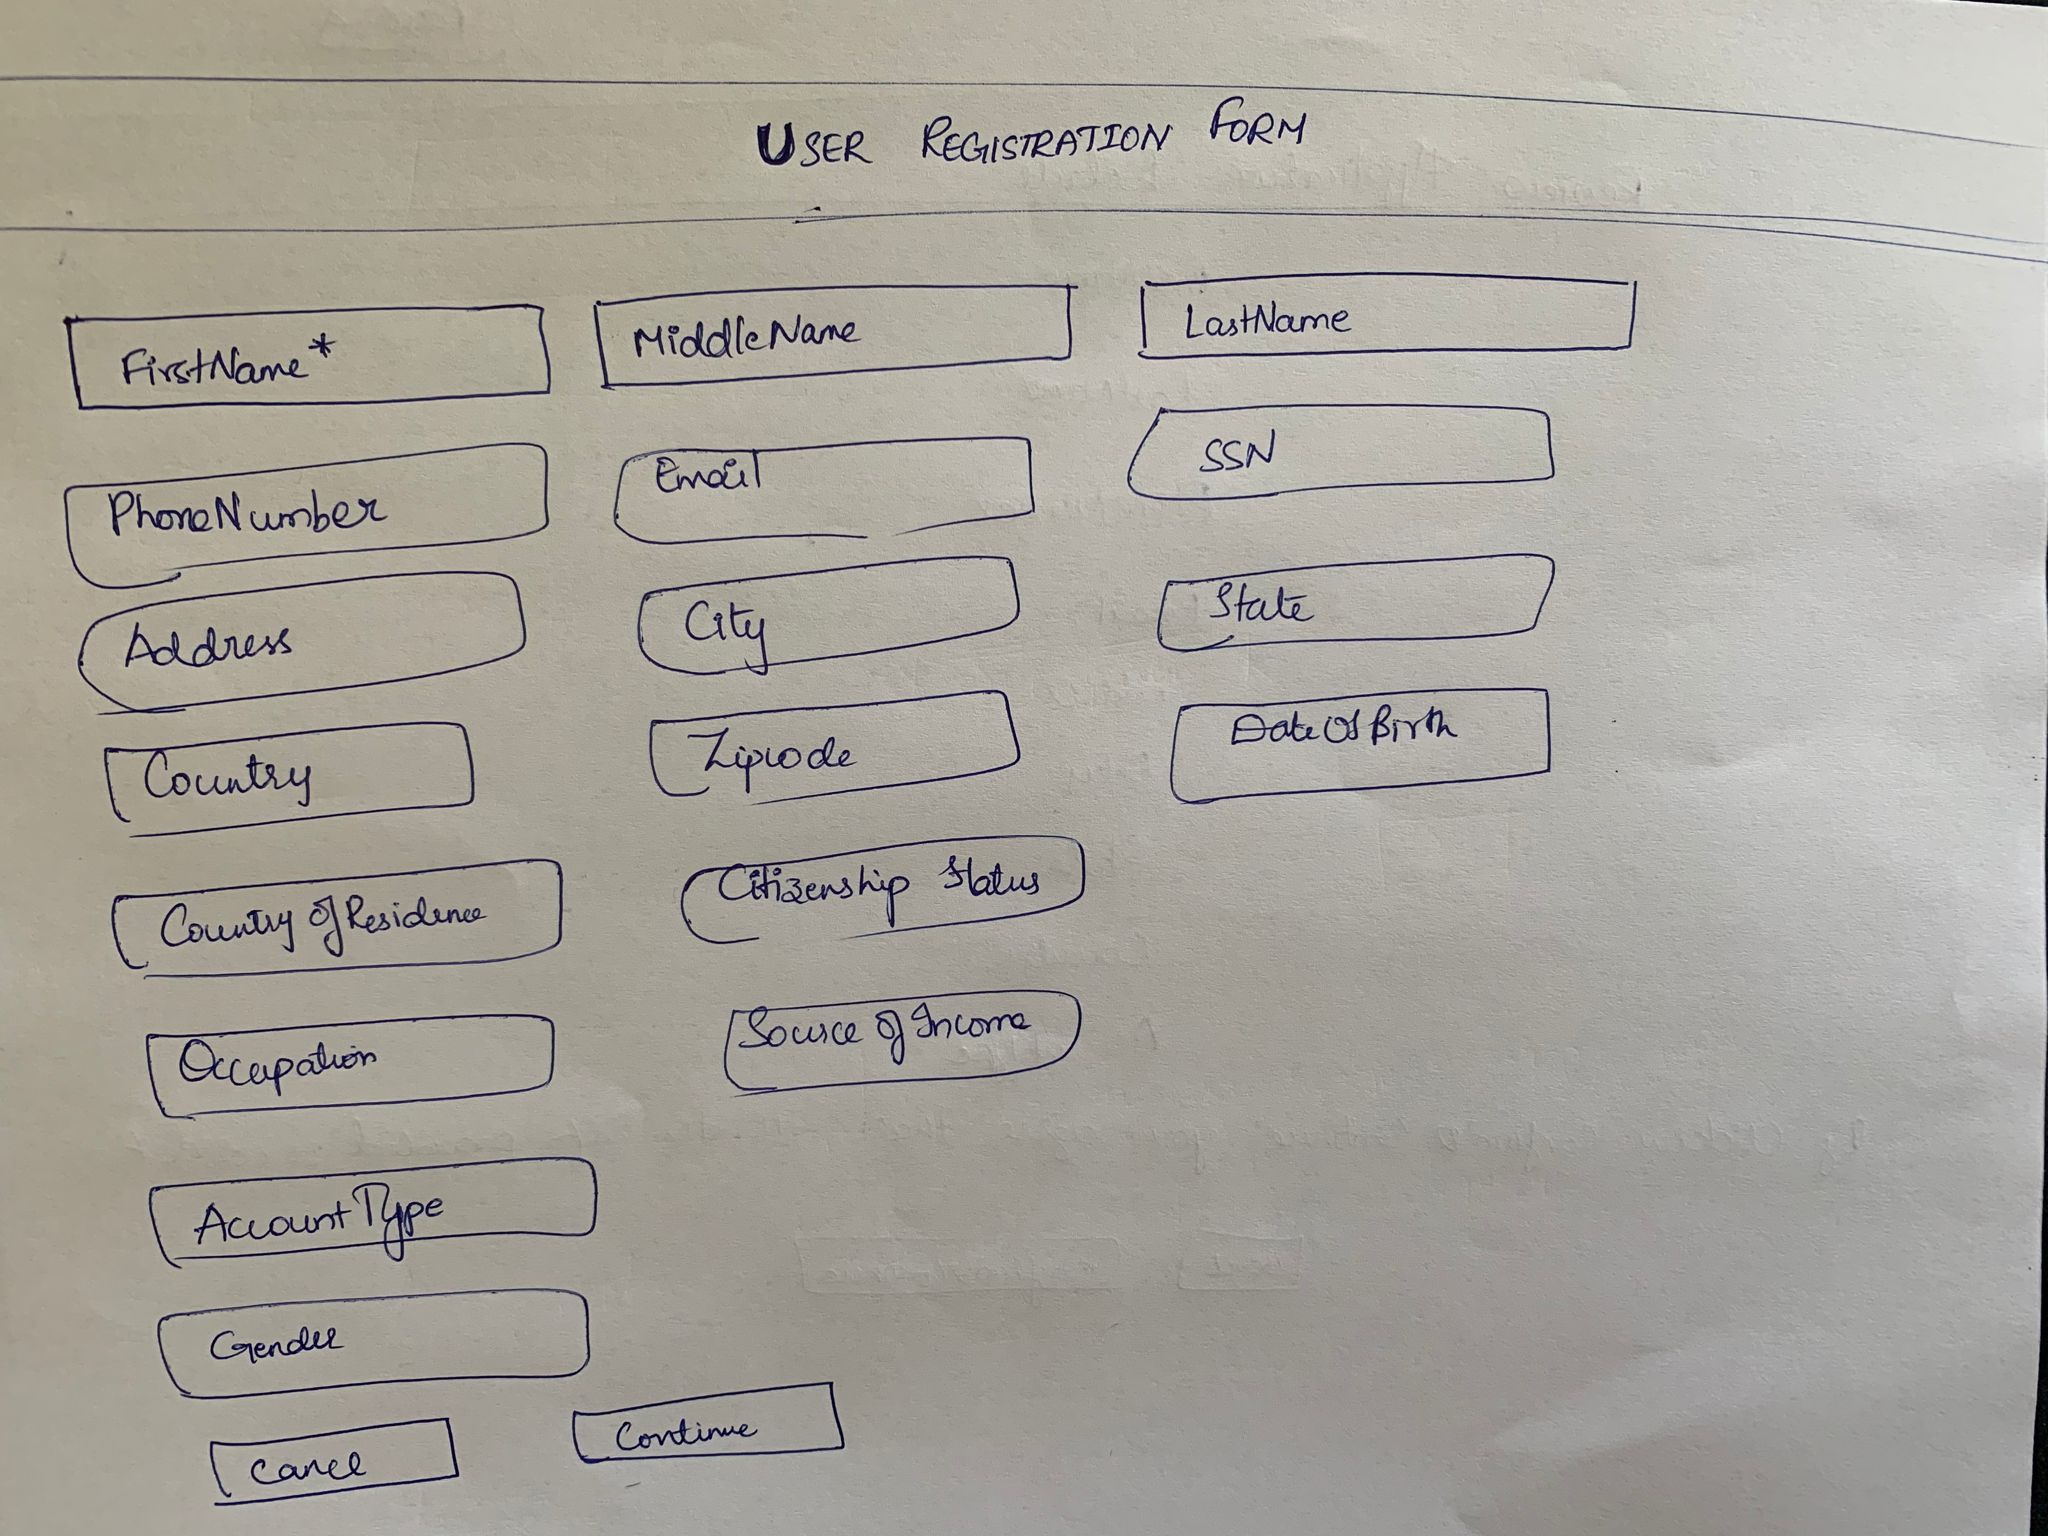 USER REGISTRATION FORM
FirstName* MiddleName LastName
PhoneNumber Email SSN
Address City State
Country Zipcode DateOfBirth
Country Of Residence Citizenship Status
Occupation Source of Income
AccountType
Gender
Cancel Continue